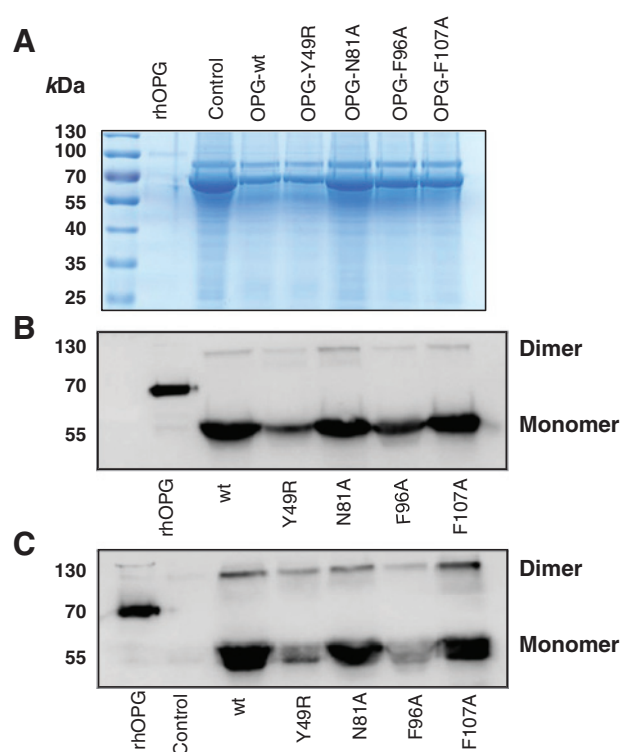 A
kDa
rhOPG
Control
OPG-wt
OPG-Y49R
OPG-N81A
OPG-F96A
OPG-F107A
130
100
70
55
40
35
25
B
130
70
55
Dimer
Monomer
rhOPG
wt
Y49R
N81A
F96A
F107A
C
130
70
55
Dimer
Monomer
rhOPG
Control
wt
Y49R
N81A
F96A
F107A